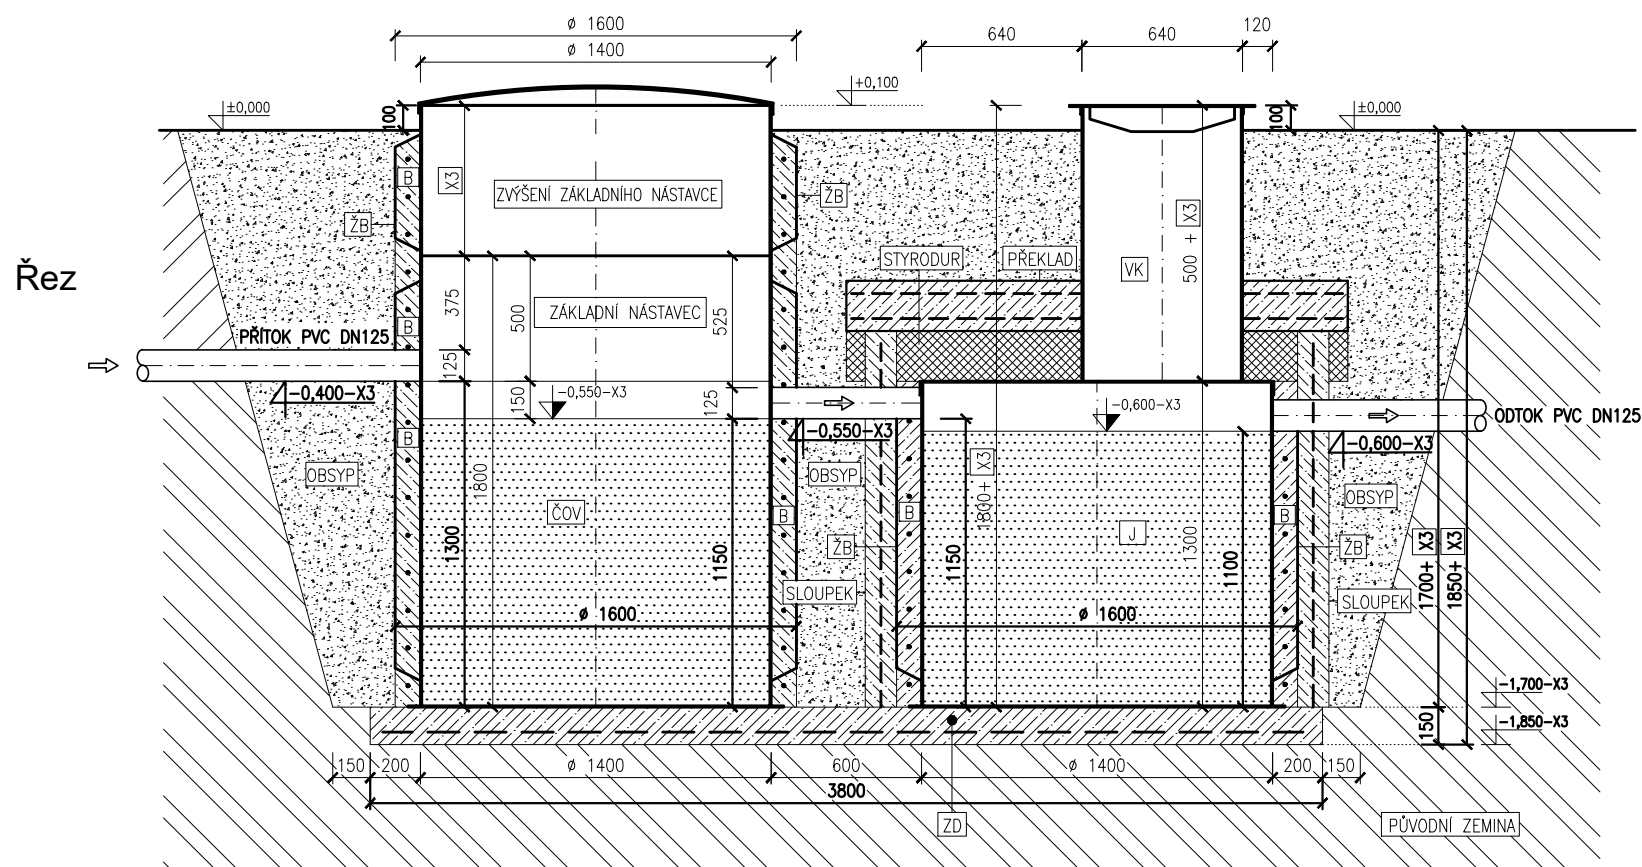 ø 1600
ø 1400
640
640
120
±0,000
100
+0,100
100
±0,000
X3
B
ZVÝŠENÍ ZÁKLADNÍHO NÁSTAVCE
ŽB
ŽB
500 + X3
Řez
STYRODUR
PŘEKLAD
VK
375
500
ZÁKLADNÍ NÁSTAVEC
525
B
PŘÍTOK PVC DN125
125
-0,400-X3
150
-0,550-X3
125
-0,600-X3
ODTOK PVC DN125
-0,550-X3
-0,600-X3
B
OBSYP
1800
OBSYP
1800+ X3
OBSYP
ČOV
B
B
J
B
1300
1150
ŽB
1150
1300
1100
ŽB
1700+ X3
1850+ X3
SLOUPEK
SLOUPEK
ø 1600
ø 1600
-1,700-X3
150
-1,850-X3
150
200
ø 1400
600
ø 1400
200
150
3800
ZD
PŮVODNÍ ZEMINA